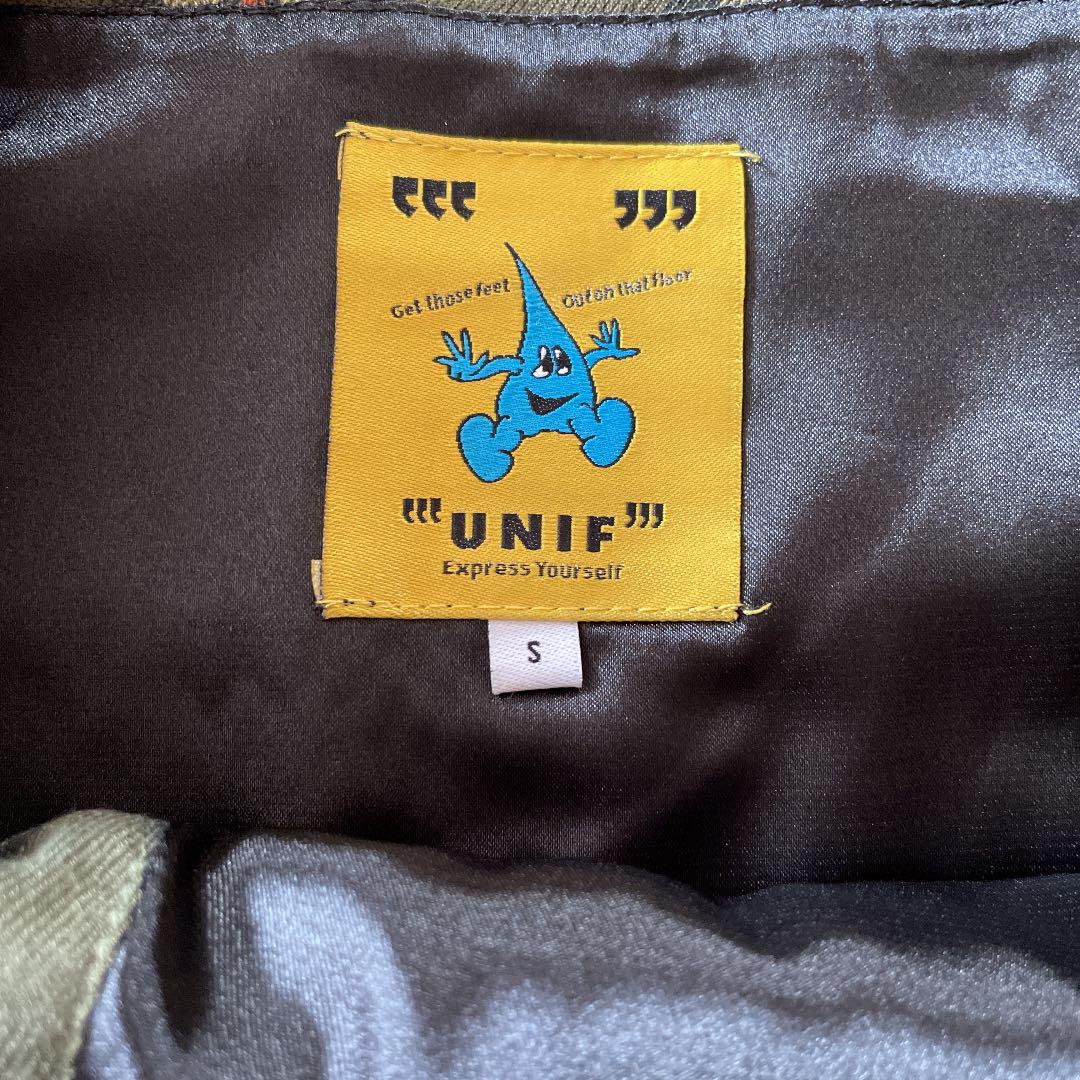 "" ""
Get those feet
Out on that floor
"UNIF"
Express Yourself
S